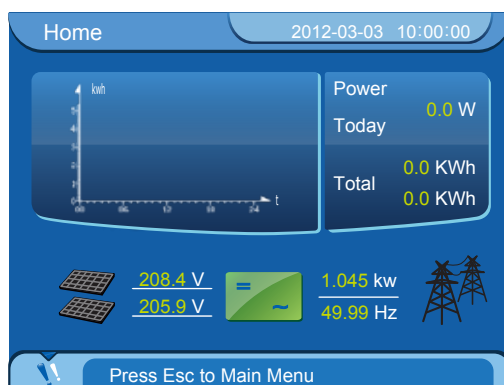 Home 2012-03-03 10:00:00
kwh
5
4
3
2
1
0
00 06 12 18 24 t
Power
0.0 W
Today
0.0 KWh
Total
0.0 KWh
208.4 V
205.9 V
= ~
1.045 kw
49.99 Hz
Press Esc to Main Menu